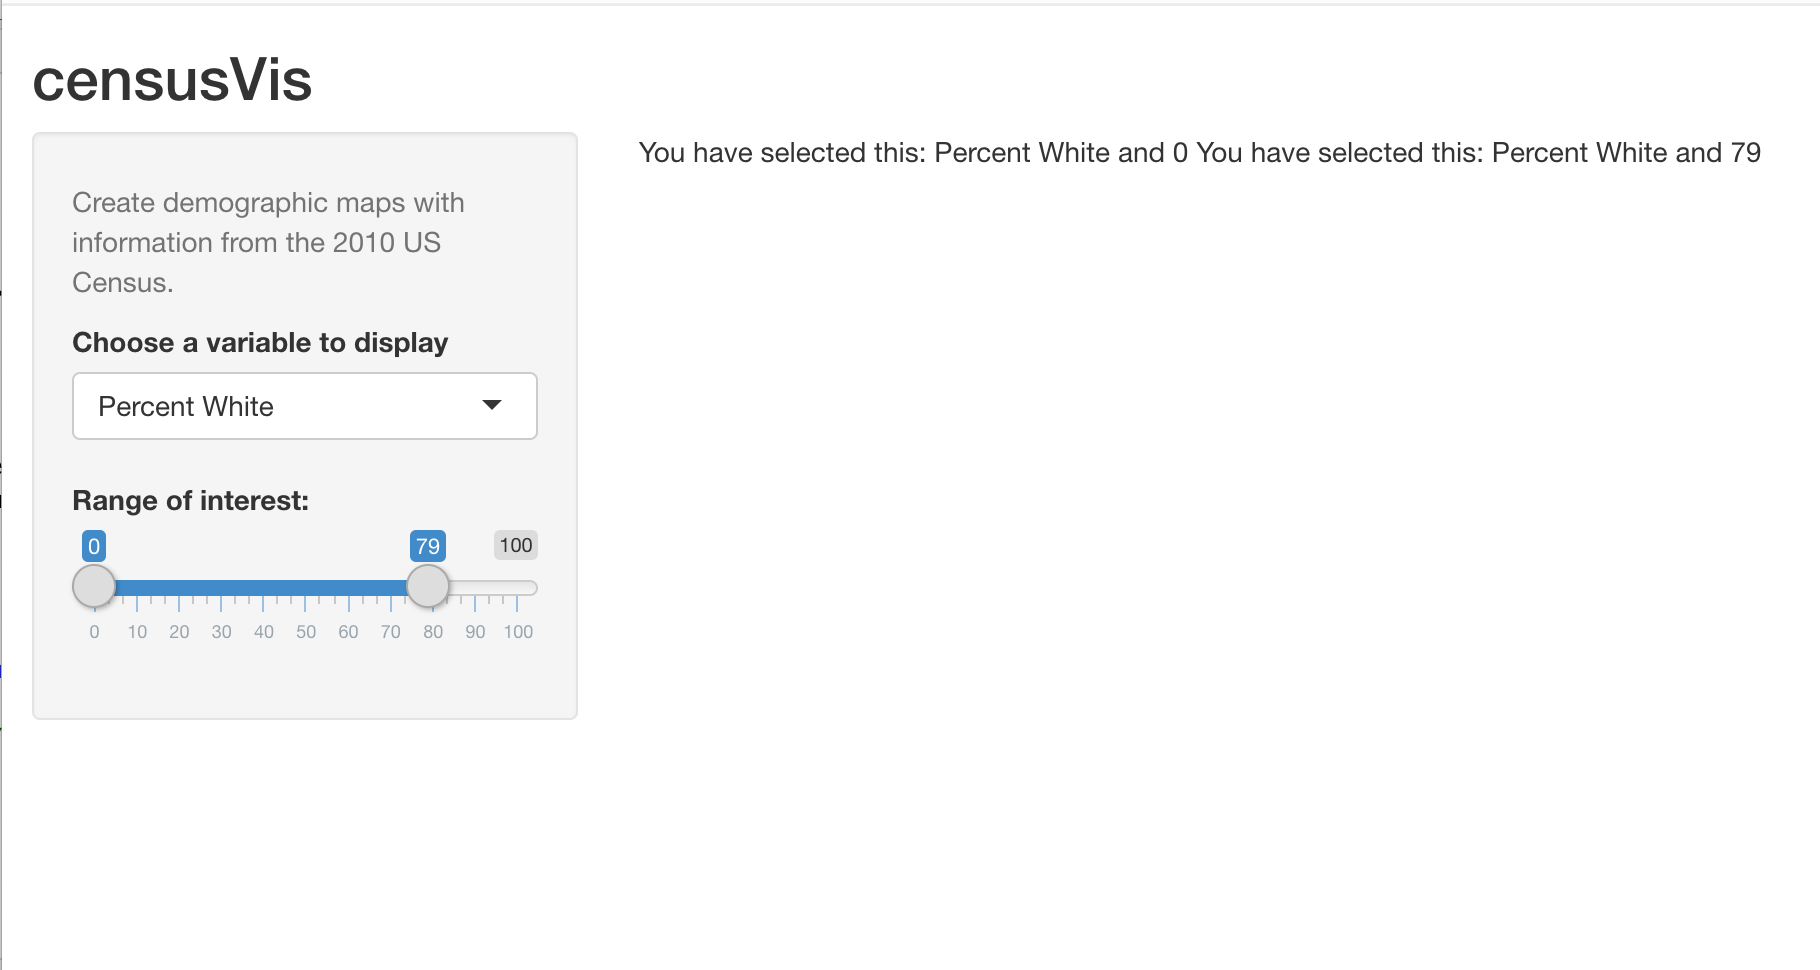 censusVis
Create demographic maps with
information from the 2010 US
Census.
Choose a variable to display
Percent White
Range of interest:
0 79 100
0 10 20 30 40 50 60 70 80 90 100
You have selected this: Percent White and 0 You have selected this: Percent White and 79